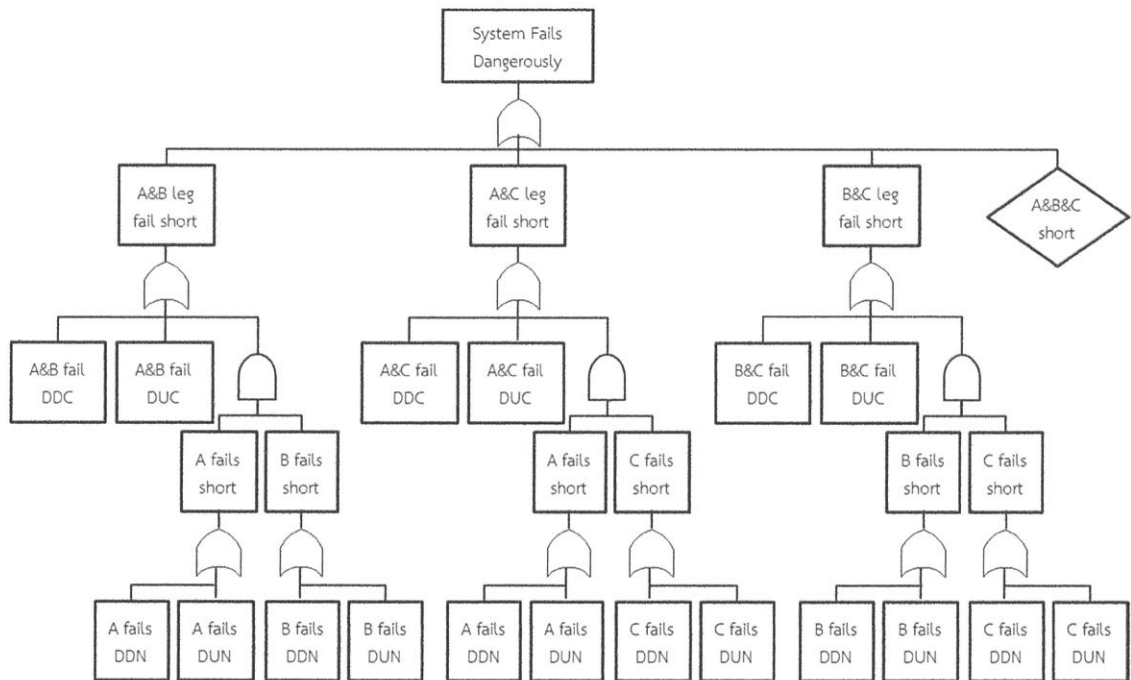 System Fails
Dangerously
A&B leg
fail short
A&C leg
fail short
B&C leg
fail short
A&B&C
short
A&B fail
DDC
A&B fail
DUC
A&C fail
DDC
A&C fail
DUC
B&C fail
DDC
B&C fail
DUC
A fails
short
B fails
short
A fails
short
C fails
short
B fails
short
C fails
short
A fails
DDN
A fails
DUN
B fails
DDN
B fails
DUN
A fails
DDN
A fails
DUN
C fails
DDN
C fails
DUN
B fails
DDN
B fails
DUN
C fails
DDN
C fails
DUN